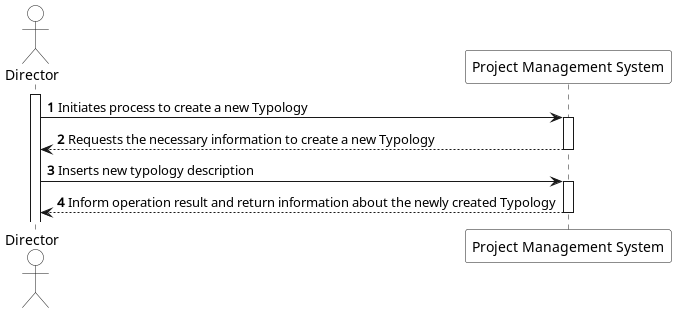 Director
Project Management System
1 Initiates process to create a new Typology
2 Requests the necessary information to create a new Typology
3 Inserts new typology description
4 Inform operation result and return information about the newly created Typology
Director
Project Management System